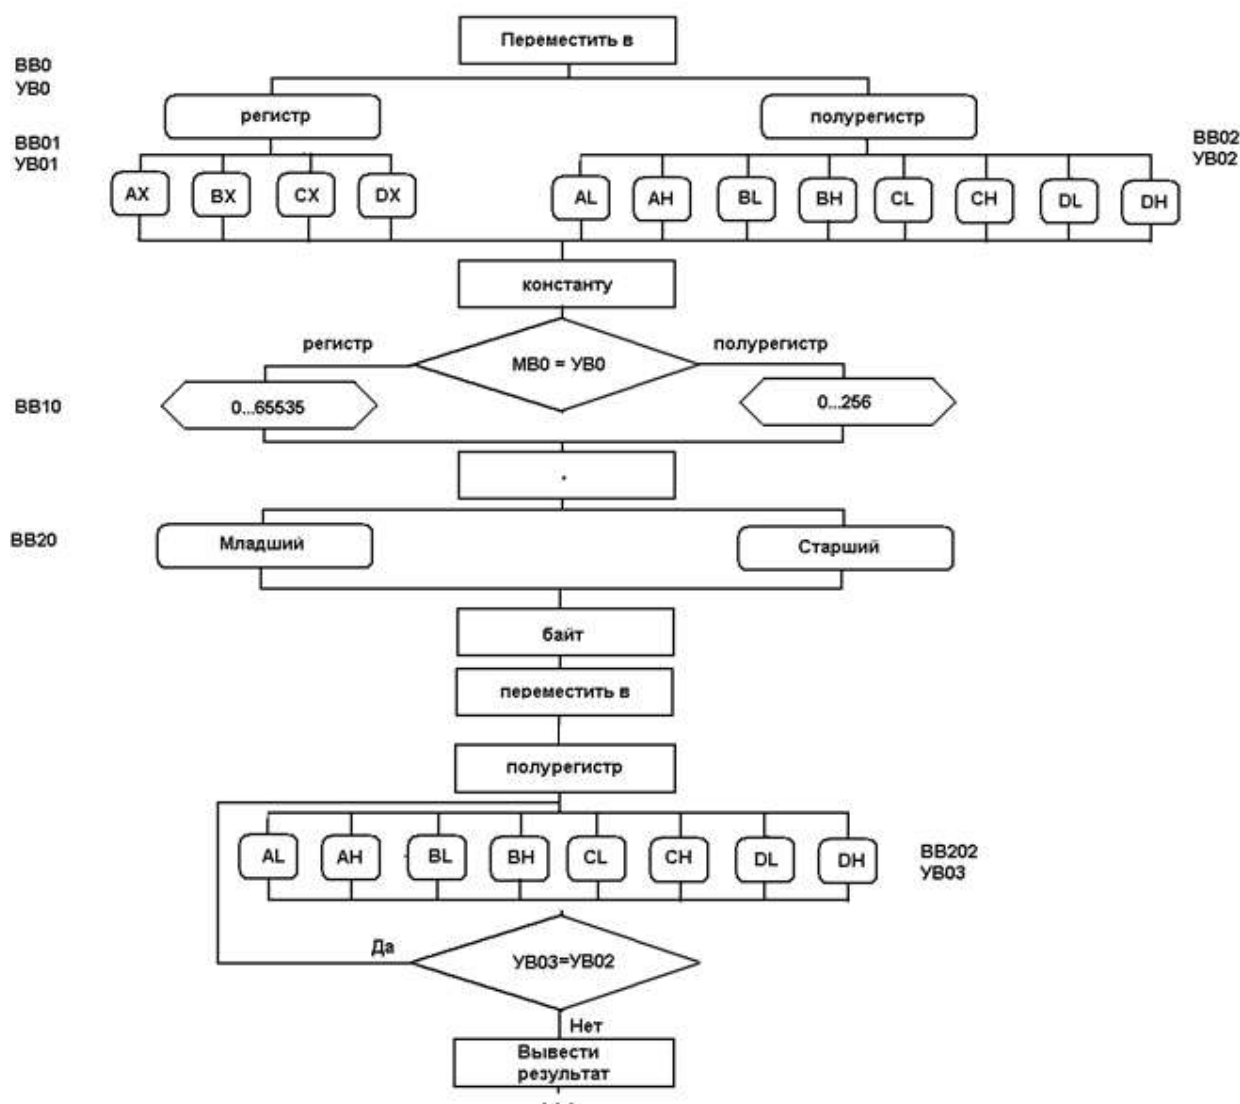 Переместить в
ВВ0
УВ0
регистр
полурегистр
ВВ01
УВ01
ВВ02
УВ02
AX
BX
CX
DX
AL
AH
BL
BH
CL
CH
DL
DH
константу
регистр
МВ0 = УВ0
полурегистр
ВВ10
0...65535
0...256
.
ВВ20
Младший
Старший
байт
переместить в
полурегистр
AL
AH
BL
BH
CL
CH
DL
DH
ВВ202
УВ03
Да
УВ03=УВ02
Нет
Вывести
результат